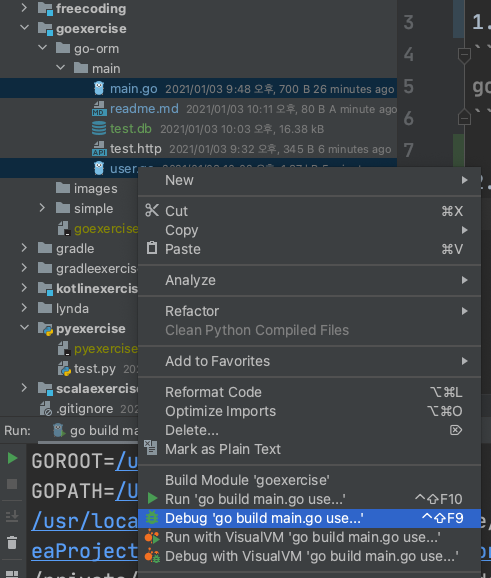 freecoding
goexercise
go-orm
main
main.go 2021/01/03 9:48 오후, 700 B 26 minutes ago
readme.md 2021/01/03 10:11 오후, 80 B A minute ago
test.db 2021/01/03 10:03 오후, 16.38 kB
test.http 2021/01/03 9:32 오후, 345 B 6 minutes ago
images
simple
goexercise
gradle
gradleexercise
kotlinexercise
lynda
pyexercise
pyexercise
test.py 20
scalaexercise
.gitignore 202
3 1.
4 ``
5 go
6 ``
7
2.
New
Cut ⌘X
Copy
Paste ⌘V
Analyze
Refactor
Clean Python Compiled Files
Add to Favorites
Reformat Code ⌥⌘L
Optimize Imports ⌥⌘O
Delete... ⌦
Mark as Plain Text
Build Module 'goexercise'
Run 'go build main.go use...' ^⇧F10
Debug 'go build main.go use...' ^⇧F9
Run with VisualVM 'go build main.go use...'
Debug with VisualVM 'go build main.go use...'
Run: go build ma
GOROOT=/u
GOPATH=/U
/usr/loca
eaProject